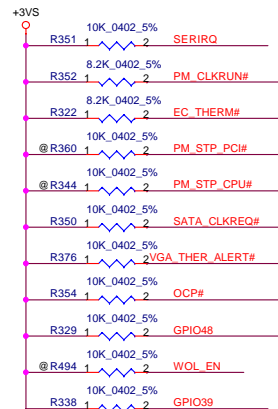 +3VS
10K_0402_5%
R351 1 2 SERIRQ
8.2K_0402_5%
R352 1 2 PM_CLKRUN#
8.2K_0402_5%
R322 1 2 EC_THERM#
10K_0402_5%
@ R360 1 2 PM_STP_PCI#
10K_0402_5%
@ R344 1 2 PM_STP_CPU#
10K_0402_5%
R350 1 2 SATA_CLKREQ#
10K_0402_5%
R376 1 2 VGA_THER_ALERT#
10K_0402_5%
R354 1 2 OCP#
10K_0402_5%
R329 1 2 GPIO48
10K_0402_5%
@ R494 1 2 WOL_EN
10K_0402_5%
R338 1 2 GPIO39